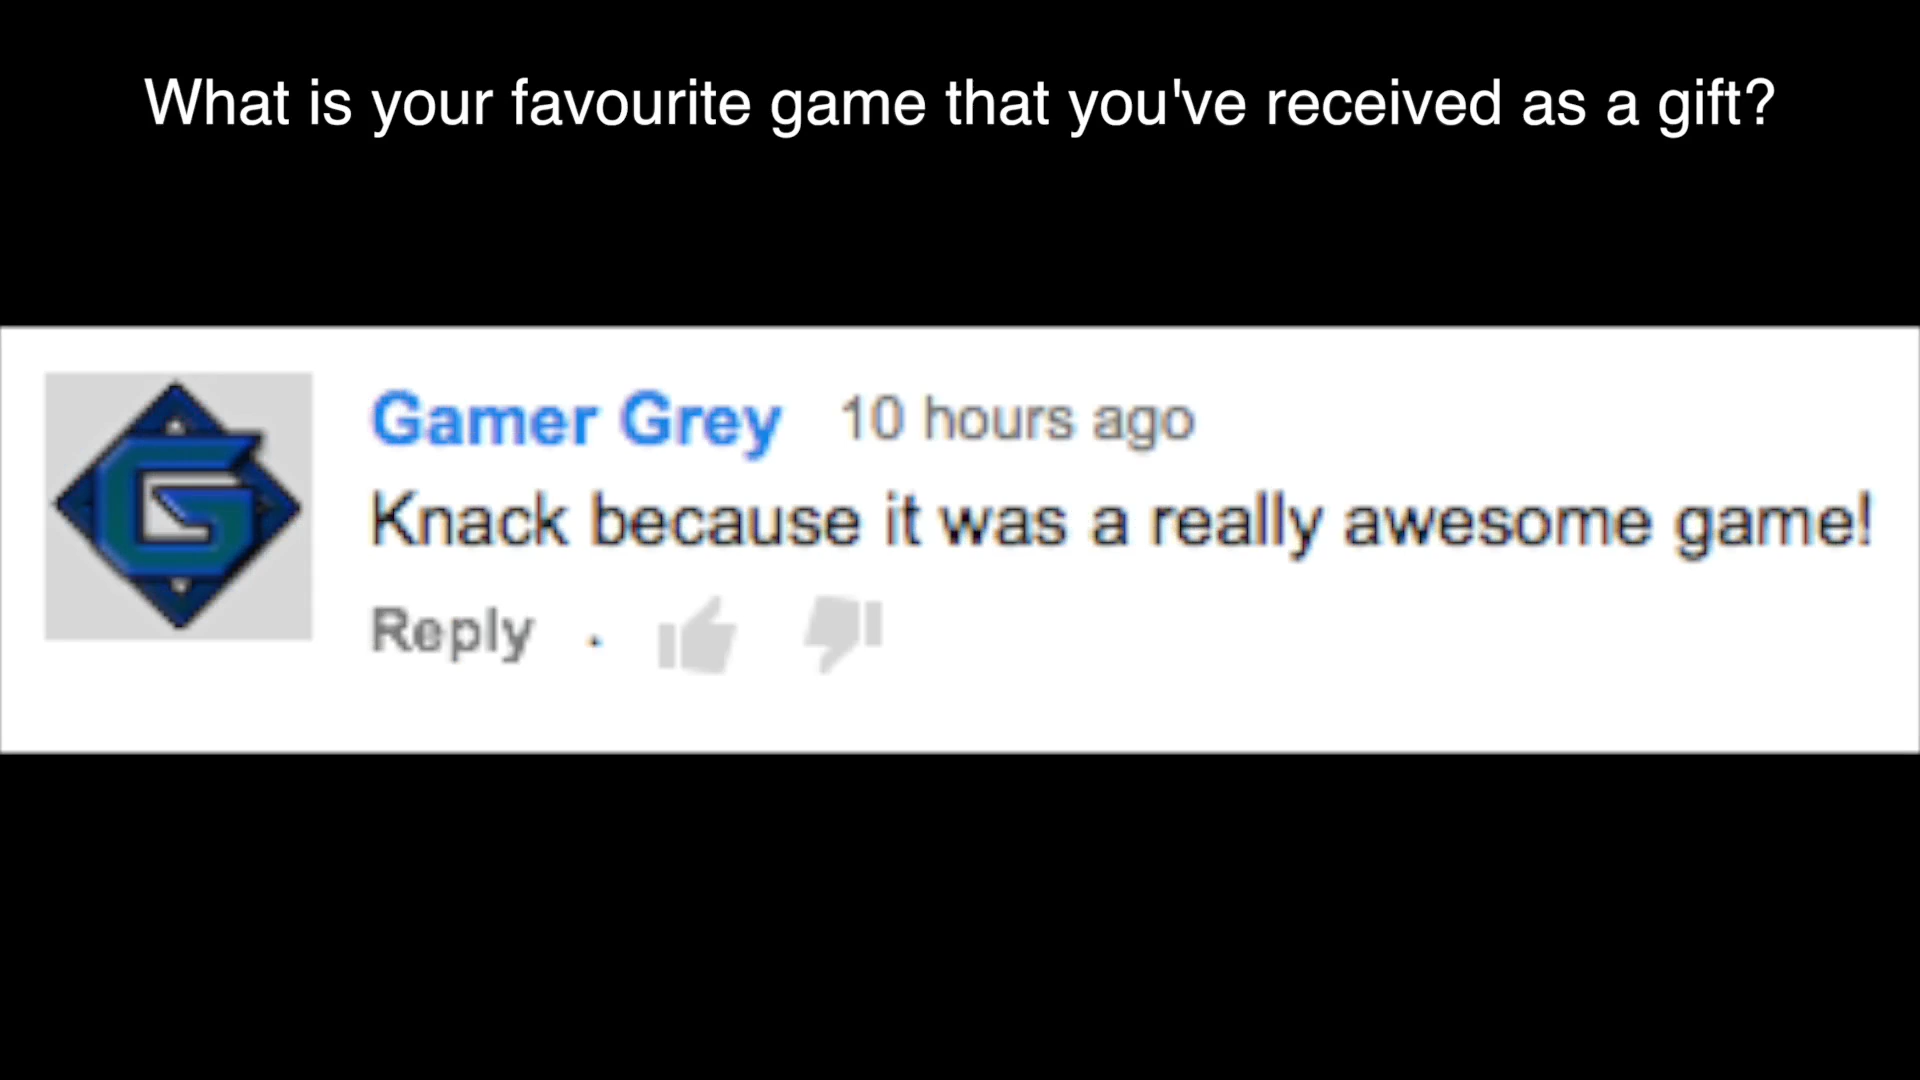 What is your favourite game that you've received as a gift?
Gamer Grey 10 hours ago
Knack because it was a really awesome game!
Reply .